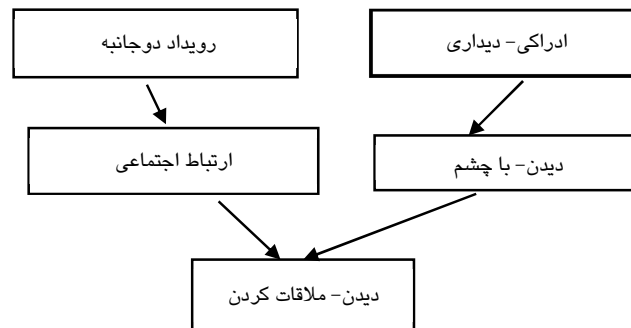 ادراکی– دیداری
رویداد دوجانبه
دیدن– با چشم
ارتباط اجتماعی
دیدن– ملاقات کردن